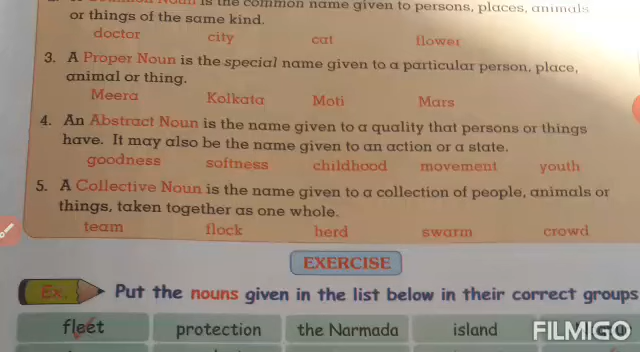 Common Noun is the common name given to persons, places, animals
or things of the same kind.
doctor city cat flower
3. A Proper Noun is the special name given to a particular person, place,
animal or thing.
Meera Kolkata Moti Mars
4. An Abstract Noun is the name given to a quality that persons or things
have. It may also be the name given to an action or a state.
goodness softness childhood movement youth
5. A Collective Noun is the name given to a collection of people, animals or
things, taken together as one whole.
team flock herd swarm crowd
EXERCISE
Ex. Put the nouns given in the list below in their correct groups
fleet protection the Narmada island
FILMIGO